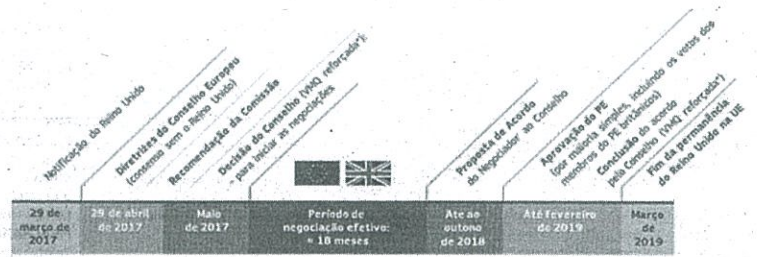 Notificação do Reino Unido
Diretrizes do Conselho Europeu
(consenso sem o Reino Unido)
Recomendação da Comissão
Decisão do Conselho (VMQ reforçada*):
para iniciar as negociações
Proposta de Acordo
do Negociador ao Conselho
Aprovação do PE
(por maioria simples, incluindo os votos dos
membros do PE britânicos)
Conclusão do acordo
pelo Conselho (VMQ reforçada*)
Fim da permanência
do Reino Unido na UE
29 de
março de
2017
29 de abril
de 2017
Maio
de 2017
Período de
negociação efetivo:
≈ 18 meses
Até ao
outono
de 2018
Até fevereiro
de 2019
Março
de
2019